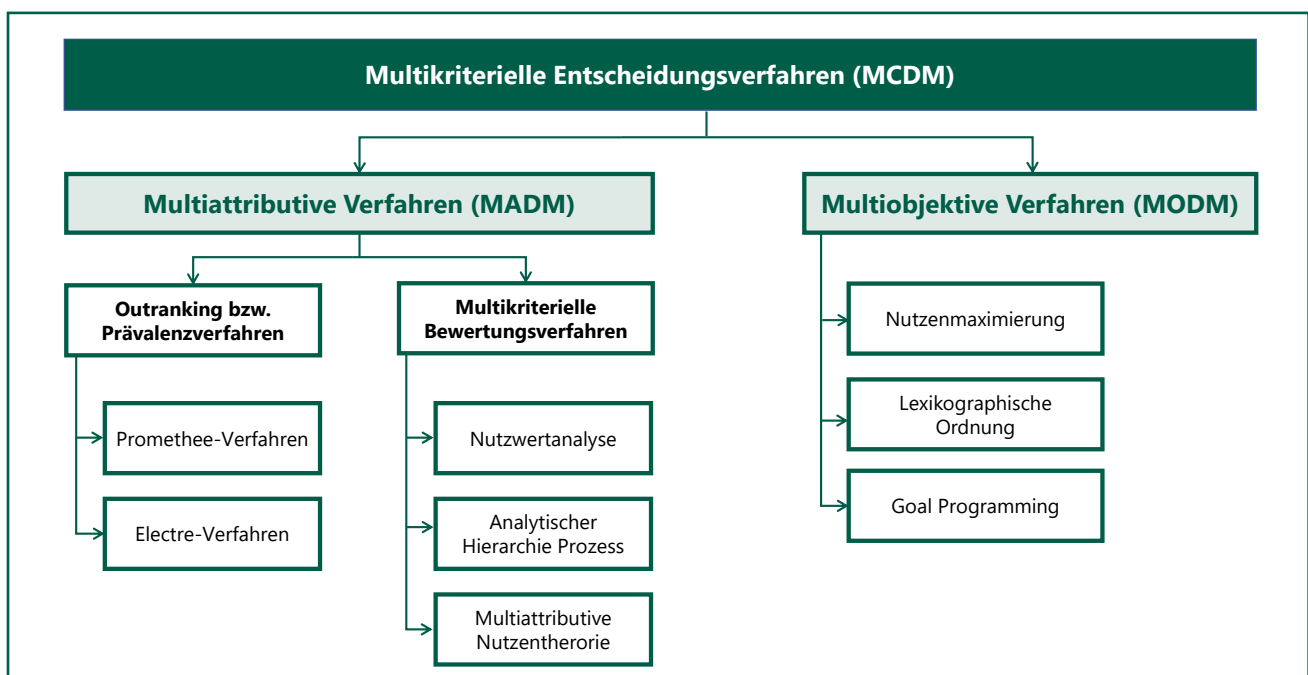 Multikriterielle Entscheidungsverfahren (MCDM)
Multiattributive Verfahren (MADM)
Multiobjektive Verfahren (MODM)
Outranking bzw.
Prävalenzverfahren
Multikriterielle
Bewertungsverfahren
Promethee-Verfahren
Electre-Verfahren
Nutzwertanalyse
Analytischer
Hierarchie Prozess
Multiattributive
Nutzentherorie
Nutzenmaximierung
Lexikographische
Ordnung
Goal Programming